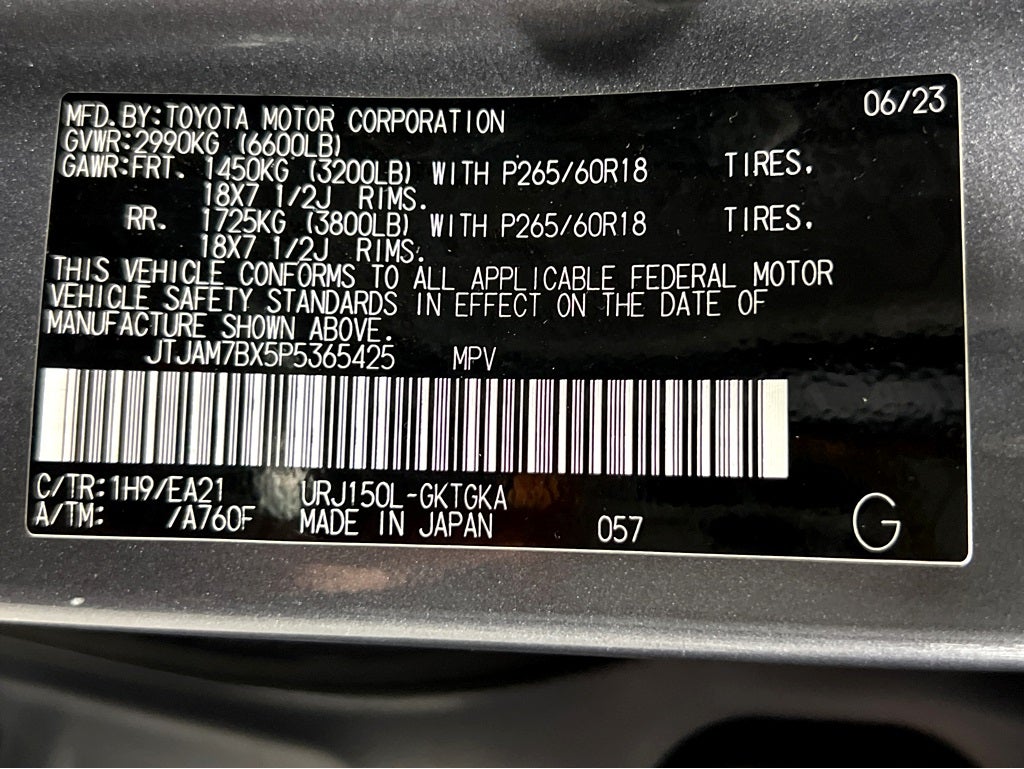 MFD.BY:TOYOTA MOTOR CORPORATION 06/23
GVWR:2990KG (6600LB)
GAWR:FRT. 1450KG (3200LB) WITH P265/60R18 TIRES.
18X7 1/2J RIMS.
RR. 1725KG (3800LB) WITH P265/60R18 TIRES.
18X7 1/2J RIMS.
THIS VEHICLE CONFORMS TO ALL APPLICABLE FEDERAL MOTOR
VEHICLE SAFETY STANDARDS IN EFFECT ON THE DATE OF
MANUFACTURE SHOWN ABOVE.
JTJAM7BX5P5365425 MPV
C/TR:1H9/EA21 URJ150L-GKTGKA
A/TM: /A760F MADE IN JAPAN 057 G